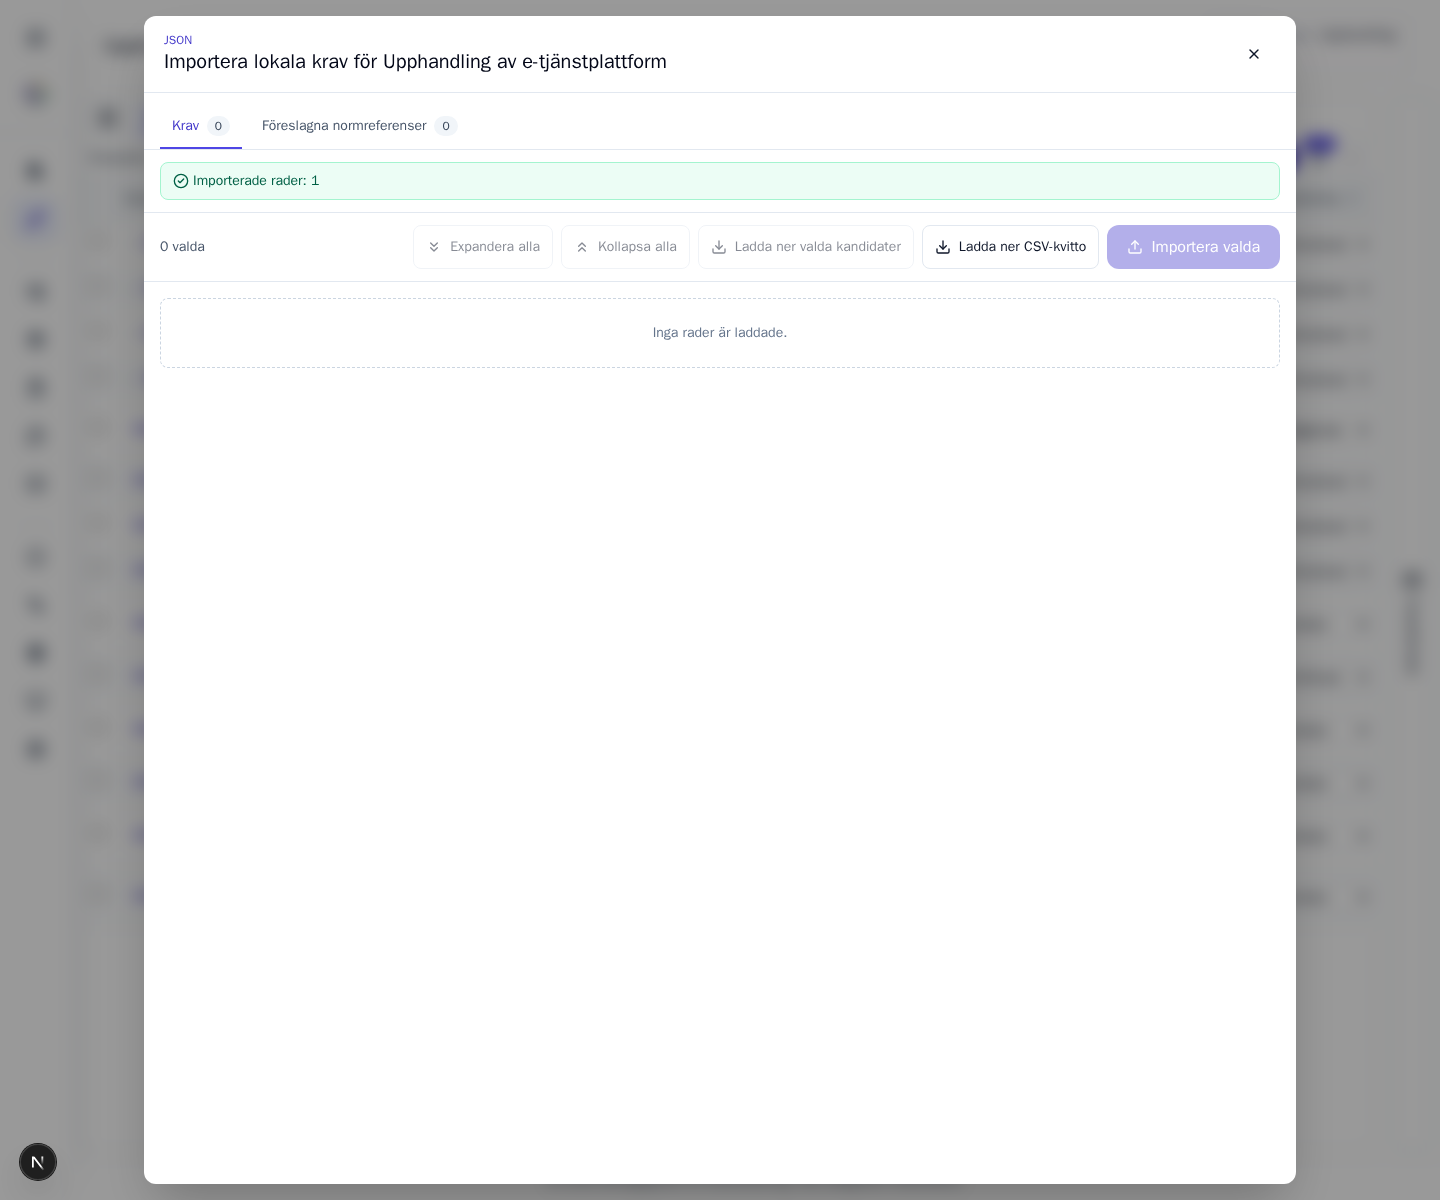 JSON
Importera lokala krav för Upphandling av e-tjänstplattform
Krav 0 Föreslagna normreferenser 0
Importerade rader: 1
0 valda Expandera alla Kollapsa alla Ladda ner valda kandidater Ladda ner CSV-kvitto Importera valda
Inga rader är laddade.
N